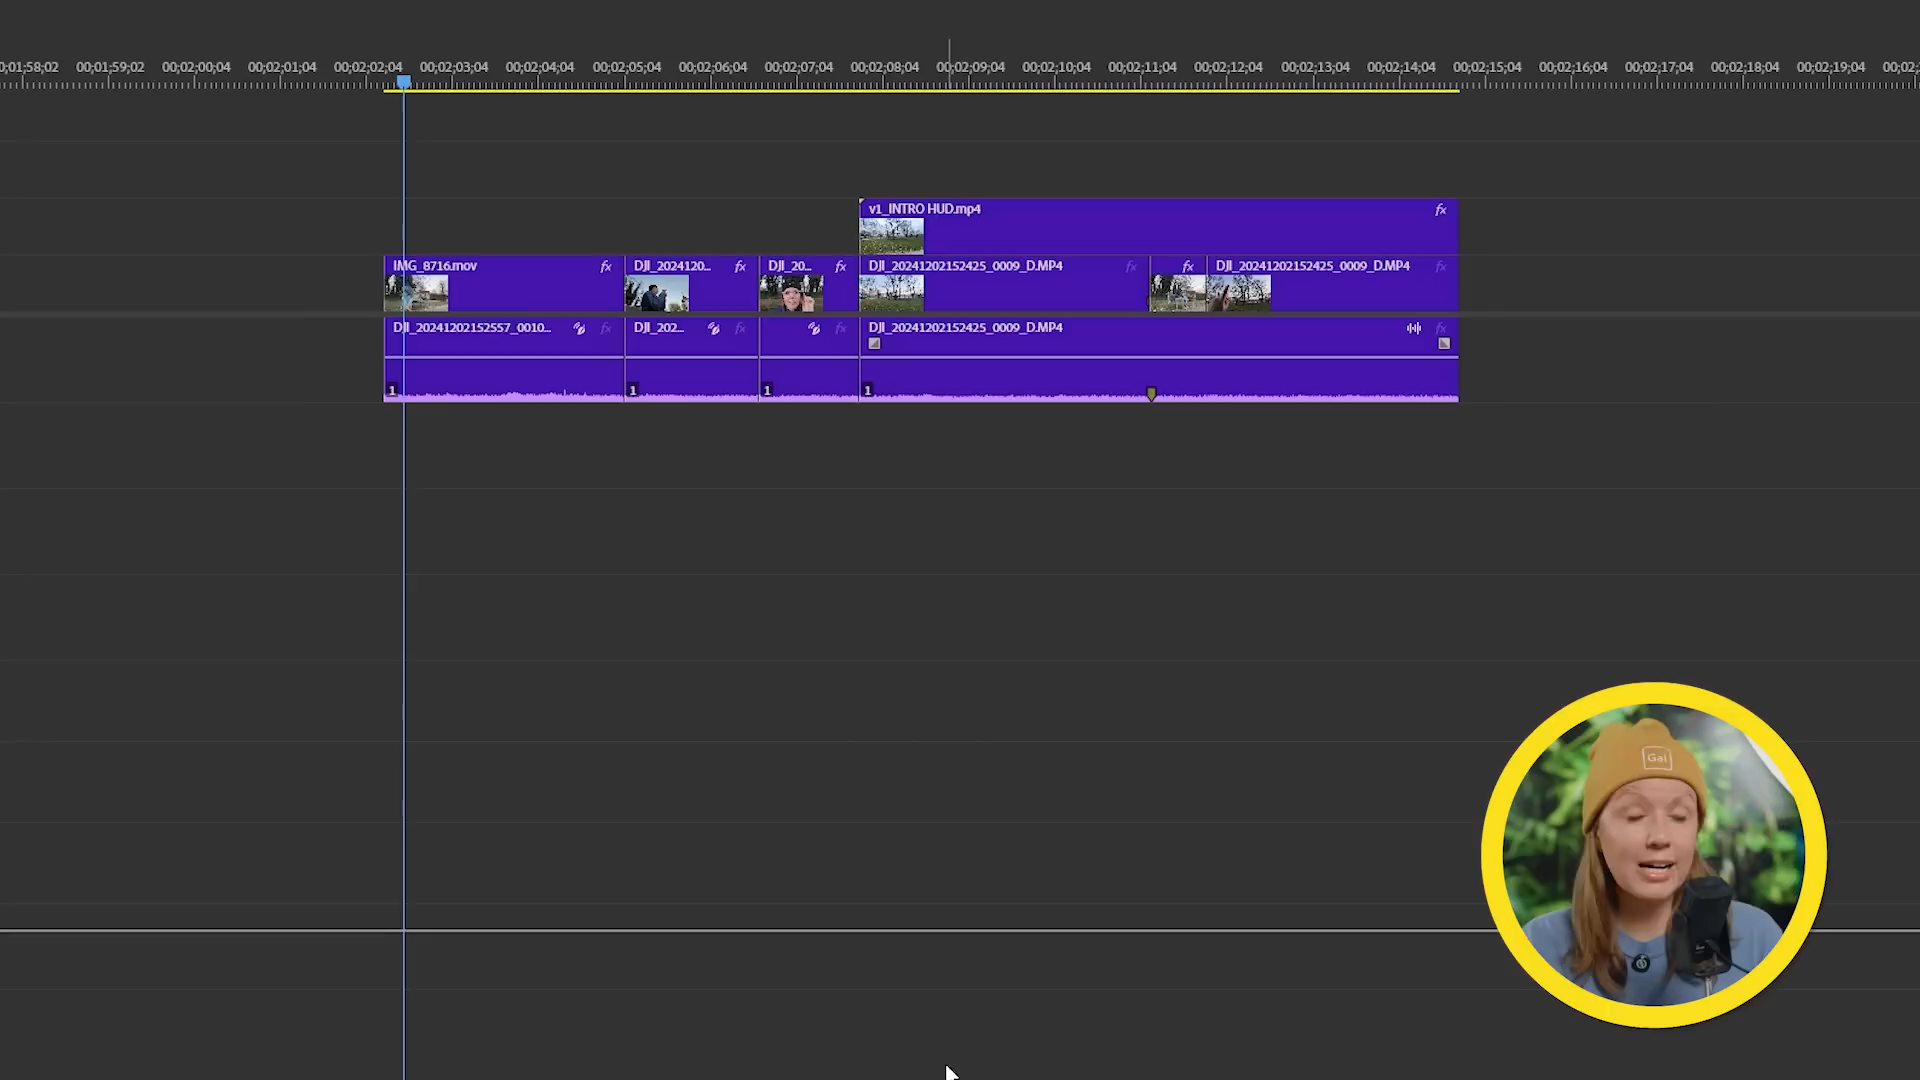 0;01;58;02 00;01;59;02 00;02;00;04 00;02;01;04 00;02;02;04 00;02;03;04 00;02;04;04 00;02;05;04 00;02;06;04 00;02;07;04 00;02;08;04 00;02;09;04 00;02;10;04 00;02;11;04 00;02;12;04 00;02;13;04 00;02;14;04 00;02;15;04 00;02;16;04 00;02;17;04 00;02;18;04 00;02;19;04 00;02;
v1_INTRO HUD.mp4 fx
IMG_8716.mov fx DJI_2024120... fx DJI_20... fx DJI_20241202152425_0009_D.MP4 fx fx DJI_20241202152425_0009_D.MP4 fx
DJI_20241202152557_0010... fx DJI_202... fx fx DJI_20241202152425_0009_D.MP4 fx
1 1 1 1
Gal